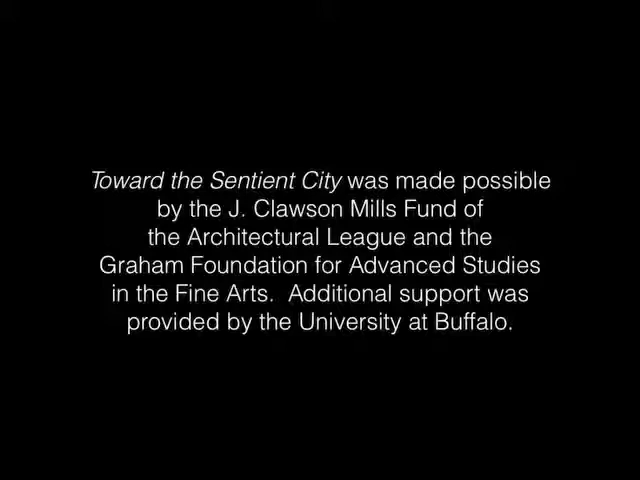 Toward the Sentient City was made possible
by the J. Clawson Mills Fund of
the Architectural League and the
Graham Foundation for Advanced Studies
in the Fine Arts.  Additional support was
provided by the University at Buffalo.